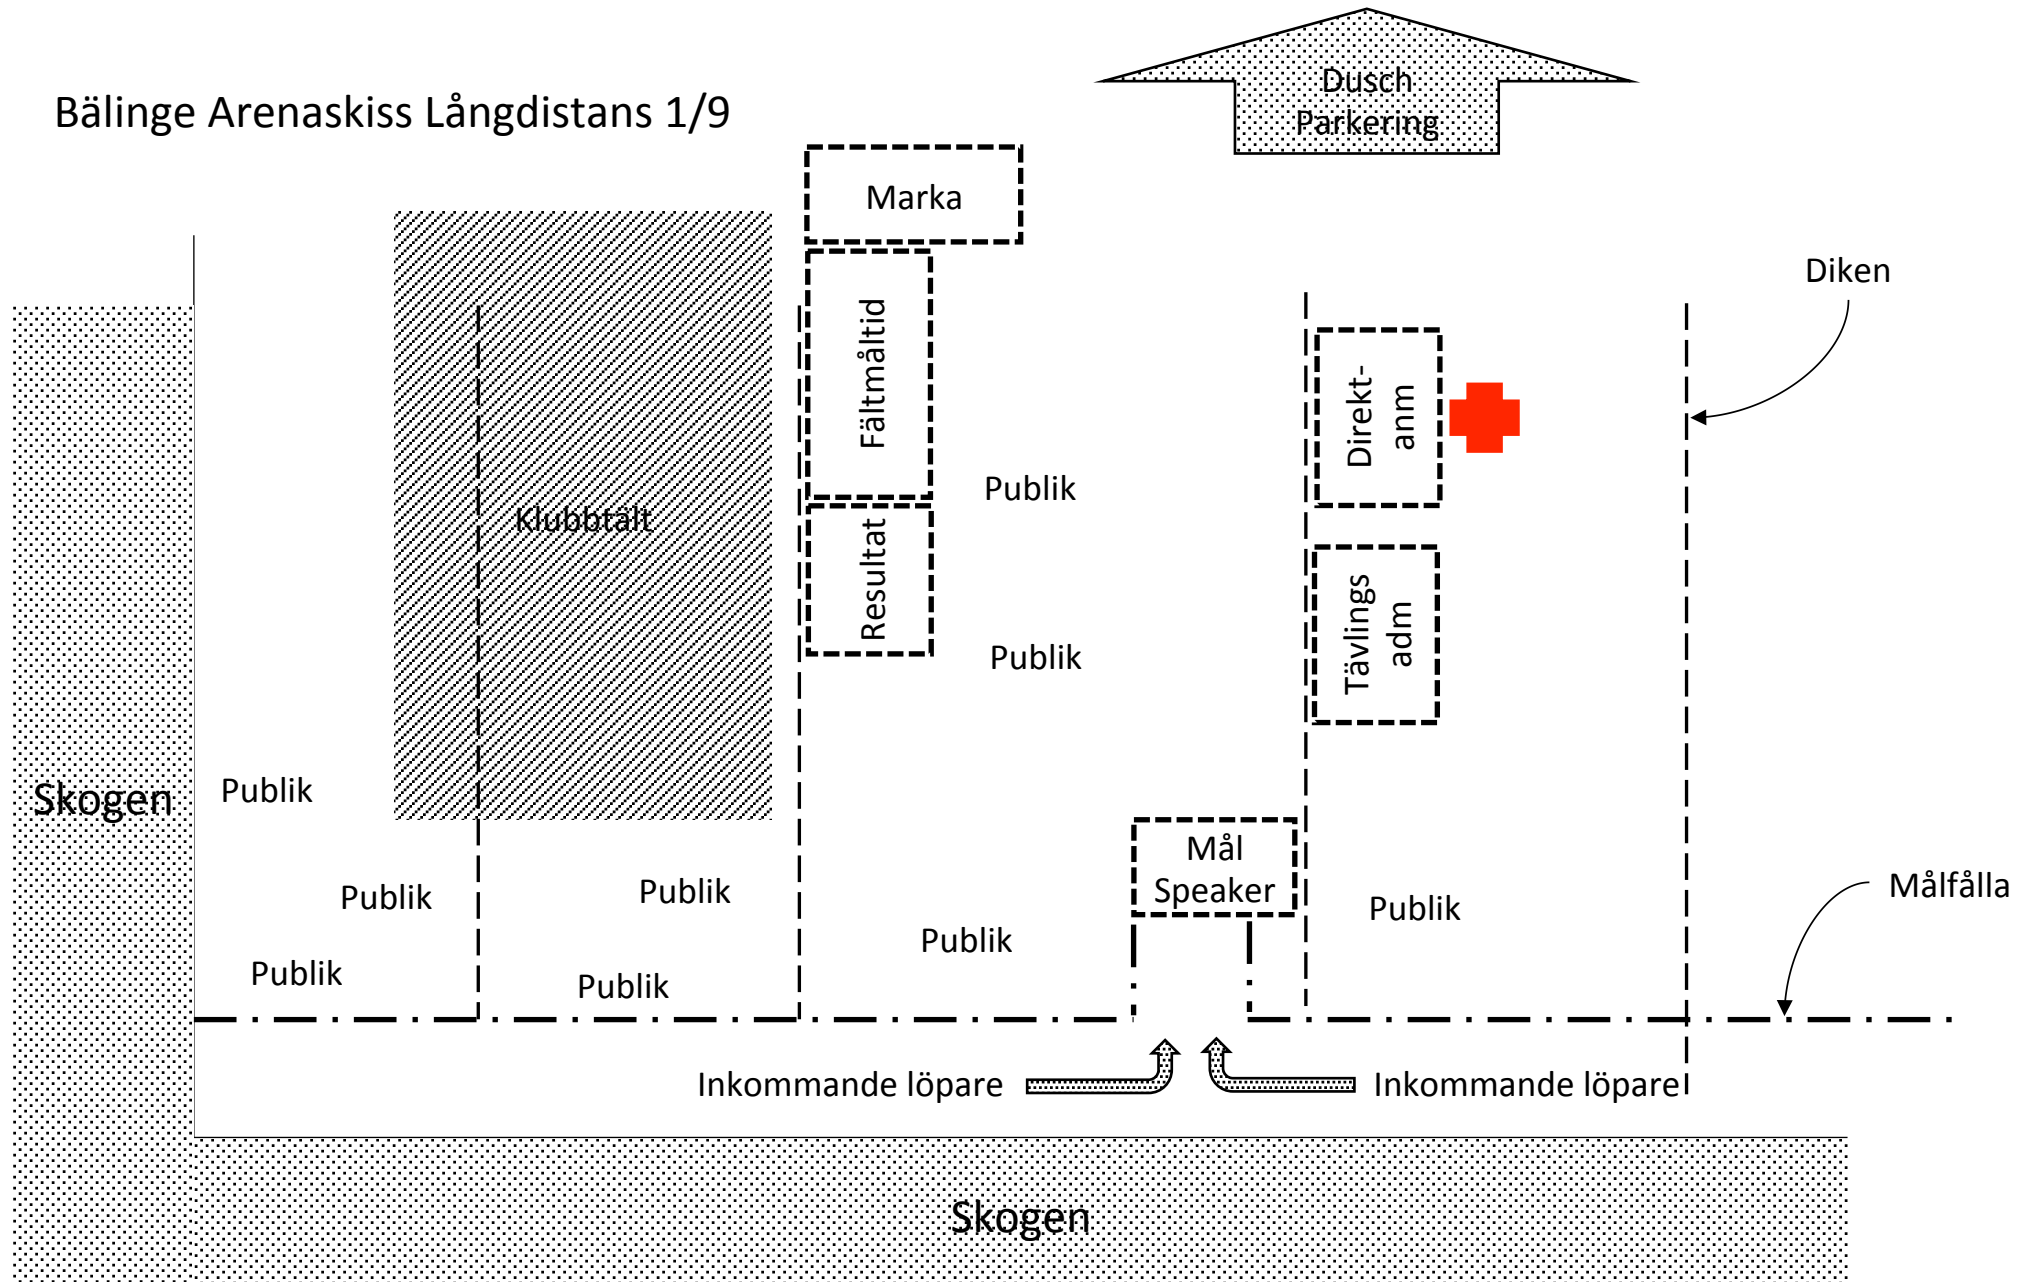 Dusch
Parkering
Bälinge Arenaskiss Långdistans 1/9
Marka
Diken
Fältmåltid
Direkt-
anm
Publik
Klubbtält
Resultat
Tävlings
adm
Publik
Skogen
Publik
Mål
Speaker
Målfålla
Publik
Publik
Publik
Publik
Publik
Publik
Inkommande löpare
Inkommande löpare
Skogen